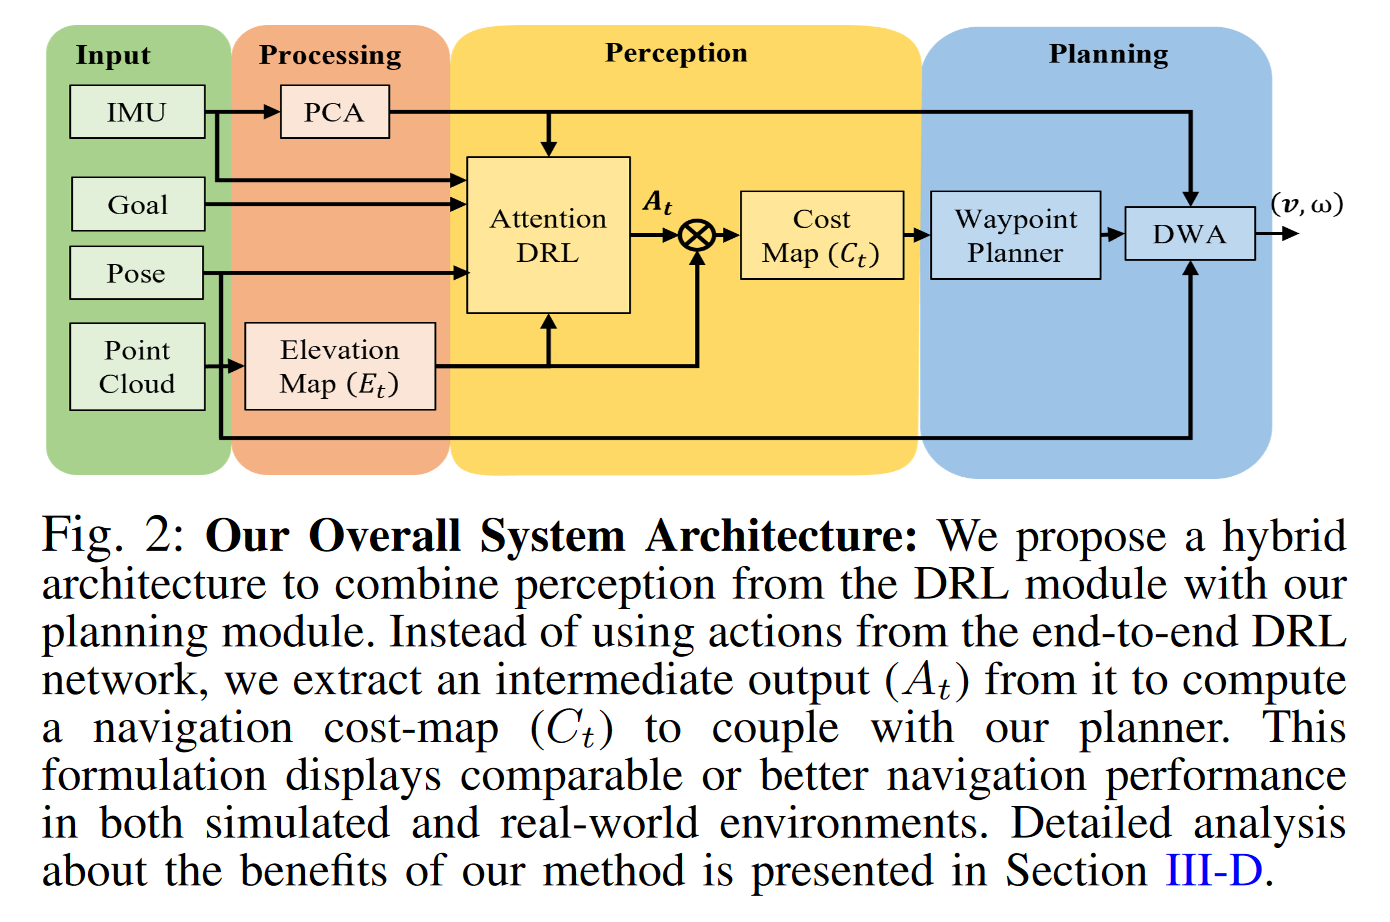 Input
Processing
Perception
Planning
IMU
PCA
Goal
Pose
Point
Cloud
Elevation
Map (E_t)
Attention
DRL
A_t
Cost
Map (C_t)
Waypoint
Planner
DWA
(v, ω)
Fig. 2: Our Overall System Architecture: We propose a hybrid
architecture to combine perception from the DRL module with our
planning module. Instead of using actions from the end-to-end DRL
network, we extract an intermediate output (A_t) from it to compute
a navigation cost-map (C_t) to couple with our planner. This
formulation displays comparable or better navigation performance
in both simulated and real-world environments. Detailed analysis
about the benefits of our method is presented in Section III-D.